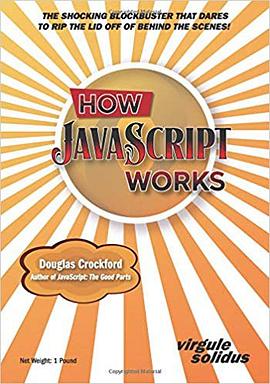 THE SHOCKING BLOCKBUSTER THAT DARES
TO RIP THE LID OFF OF BEHIND THE SCENES!
HOW
JAVASCRIPT
WORKS
Douglas Crockford
Author of JavaScript: The Good Parts
virgule
solidus
Net Weight: 1 Pound